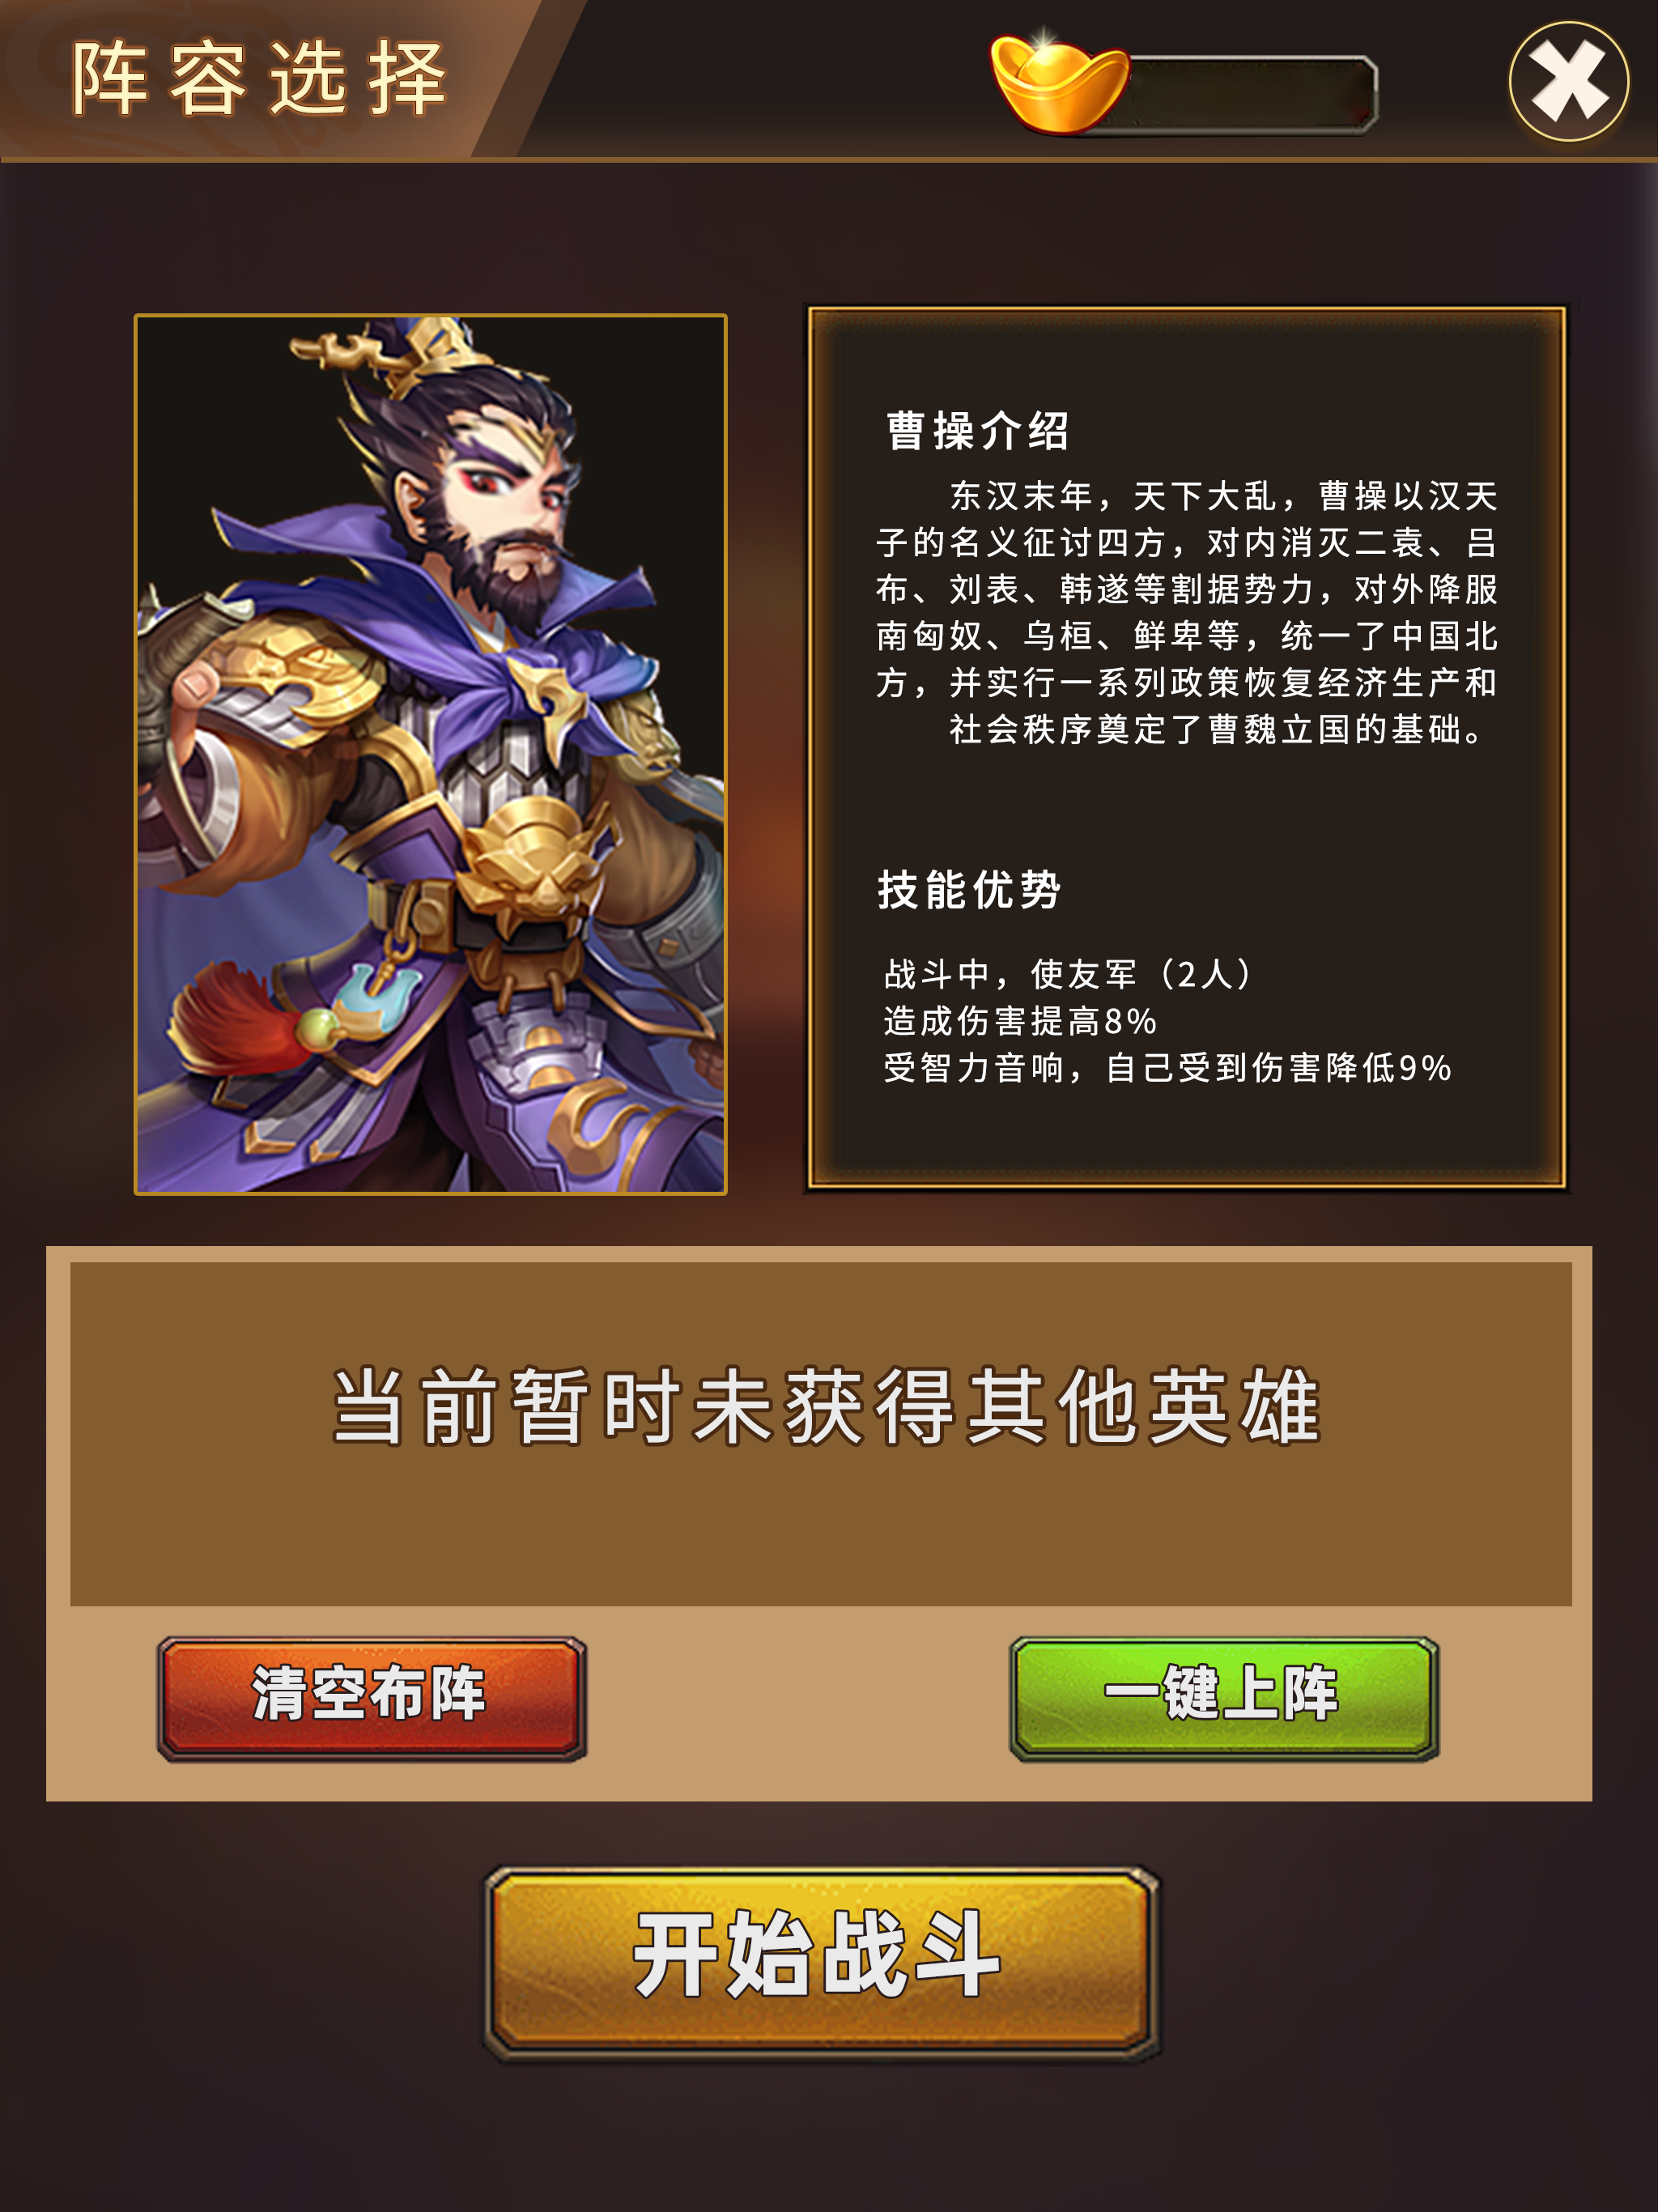 阵容选择
曹操介绍
东汉末年，天下大乱，曹操以汉天
子的名义征讨四方，对内消灭二袁、吕
布、刘表、韩遂等割据势力，对外降服
南匈奴、乌桓、鲜卑等，统一了中国北
方，并实行一系列政策恢复经济生产和
社会秩序奠定了曹魏立国的基础。
技能优势
战斗中，使友军（2人）
造成伤害提高8%
受智力音响，自己受到伤害降低9%
当前暂时未获得其他英雄
清空布阵
一键上阵
开始战斗